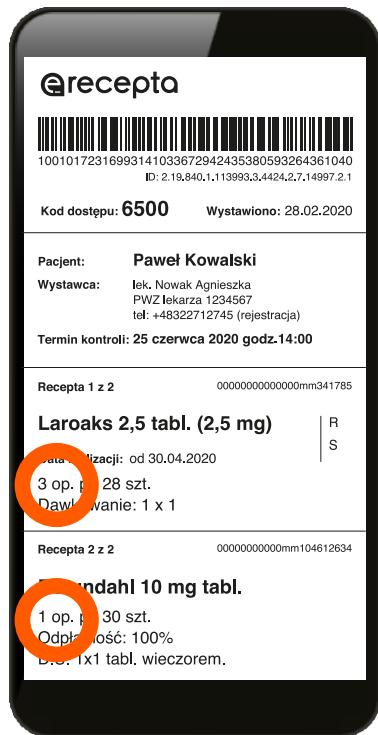 erecepta
10010172316993141033672942435380593264361040
ID: 2.19.840.1.113993.3.4424.2.7.14997.2.1
Kod dostępu: 6500 Wystawiono: 28.02.2020
Pacjent: Paweł Kowalski
Wystawca: lek. Nowak Agnieszka
PWZ lekarza 1234567
tel: +48322712745 (rejestracja)
Termin kontroli: 25 czerwca 2020 godz.14:00
Recepta 1 z 2 00000000000000mm341785
Laroaks 2,5 tabl. (2,5 mg) R
S
Data realizacji: od 30.04.2020
3 op. po 28 szt.
Dawkowanie: 1 x 1
Recepta 2 z 2 00000000000mm104612634
10 mg tabl.
1 op. po 30 szt.
Odpłatność: 100%
D.S. 1x1 tabl. wieczorem.